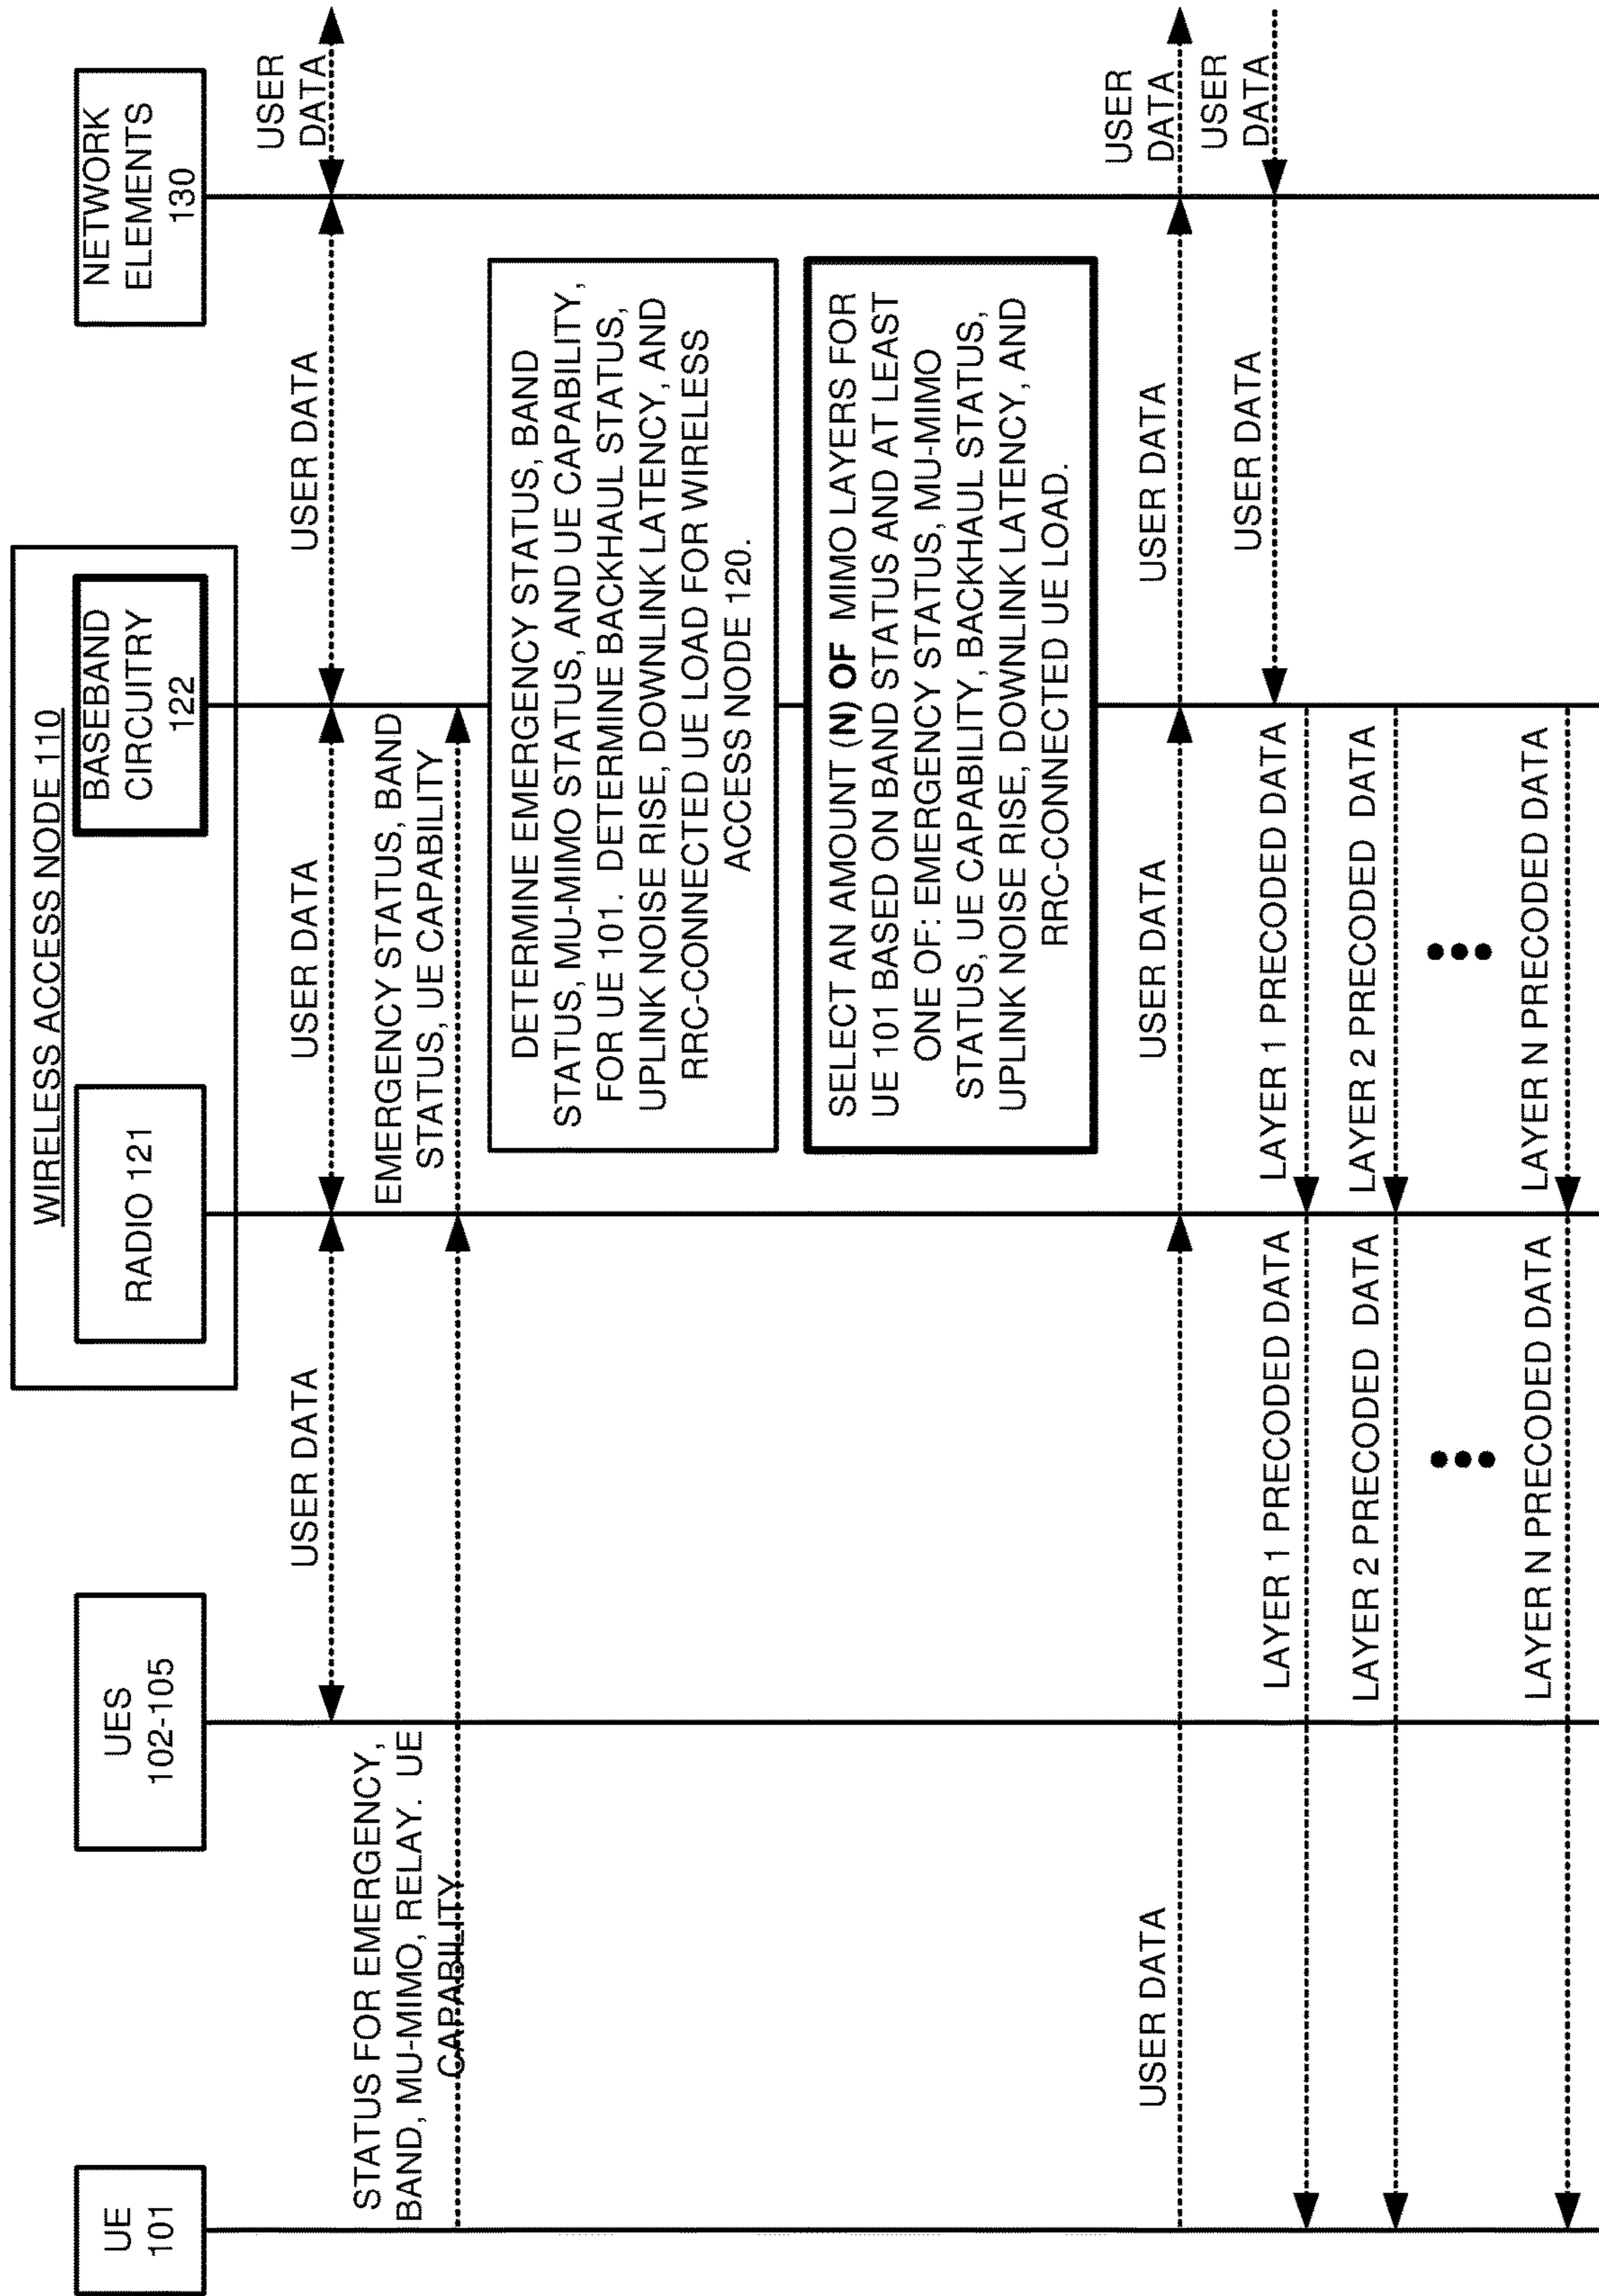 WIRELESS ACCESS NODE 110
UE
101
UES
102-105
RADIO 121
BASEBAND
CIRCUITRY
122
NETWORK
ELEMENTS
130
USER DATA
USER DATA
USER DATA
USER
DATA
STATUS FOR EMERGENCY,
BAND, MU-MIMO, RELAY. UE
CAPABILITY
EMERGENCY STATUS, BAND
STATUS, UE CAPABILITY
DETERMINE EMERGENCY STATUS, BAND
STATUS, MU-MIMO STATUS, AND UE CAPABILITY,
FOR UE 101. DETERMINE BACKHAUL STATUS,
UPLINK NOISE RISE, DOWNLINK LATENCY, AND
RRC-CONNECTED UE LOAD FOR WIRELESS
ACCESS NODE 120.
SELECT AN AMOUNT (N) OF MIMO LAYERS FOR
UE 101 BASED ON BAND STATUS AND AT LEAST
ONE OF: EMERGENCY STATUS, MU-MIMO
STATUS, UE CAPABILITY, BACKHAUL STATUS,
UPLINK NOISE RISE, DOWNLINK LATENCY, AND
RRC-CONNECTED UE LOAD.
USER DATA
USER DATA
USER DATA
USER
DATA
USER DATA
USER
DATA
LAYER 1 PRECODED DATA
LAYER 1 PRECODED DATA
LAYER 2 PRECODED DATA
LAYER 2 PRECODED DATA
LAYER N PRECODED DATA
LAYER N PRECODED DATA